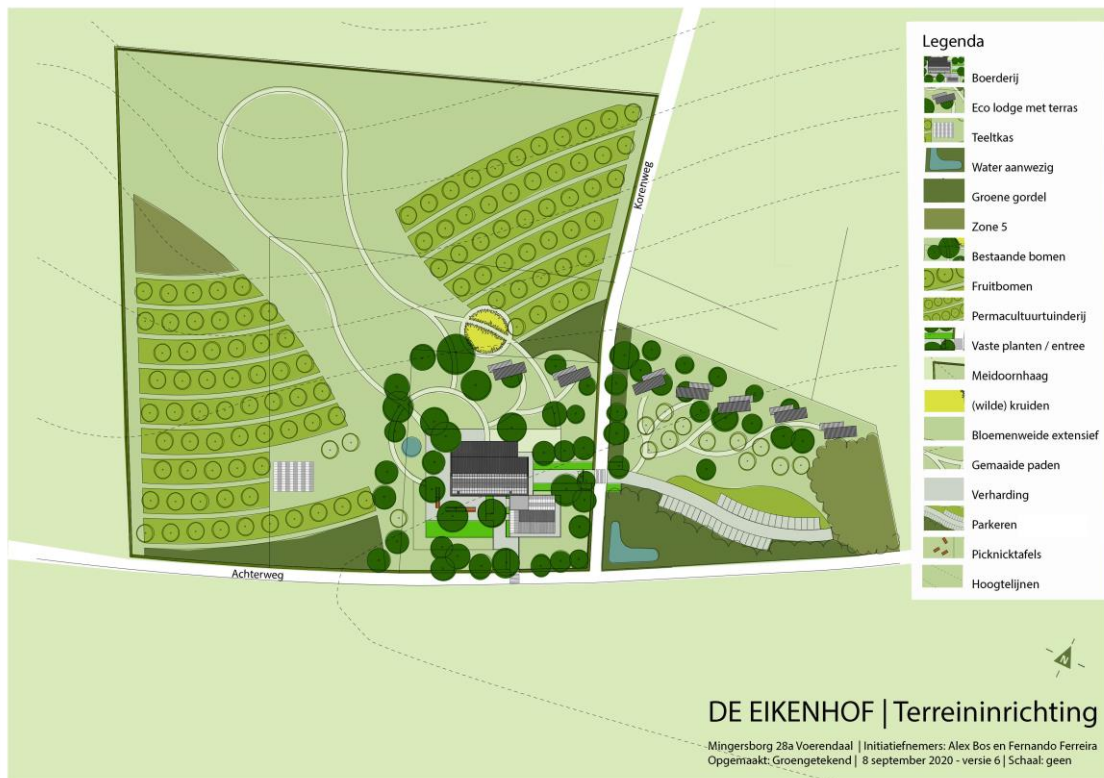 Legenda
Boerderij
Eco lodge met terras
Teeltkas
Water aanwezig
Groene gordel
Zone 5
Bestaande bomen
Fruitbomen
Permacultuurtuinderij
Vaste planten / entree
Meidoornhaag
(wilde) kruiden
Bloemenweide extensief
Gemaaide paden
Verharding
Parkeren
Picknicktafels
Hoogtelijnen
Korenweg
Achterweg
N
DE EIKENHOF | Terreininrichting
Mingersborg 28a Voerendaal | Initiatiefnemers: Alex Bos en Fernando Ferreira
Opgemaakt: Groengetekend | 8 september 2020 - versie 6 | Schaal: geen